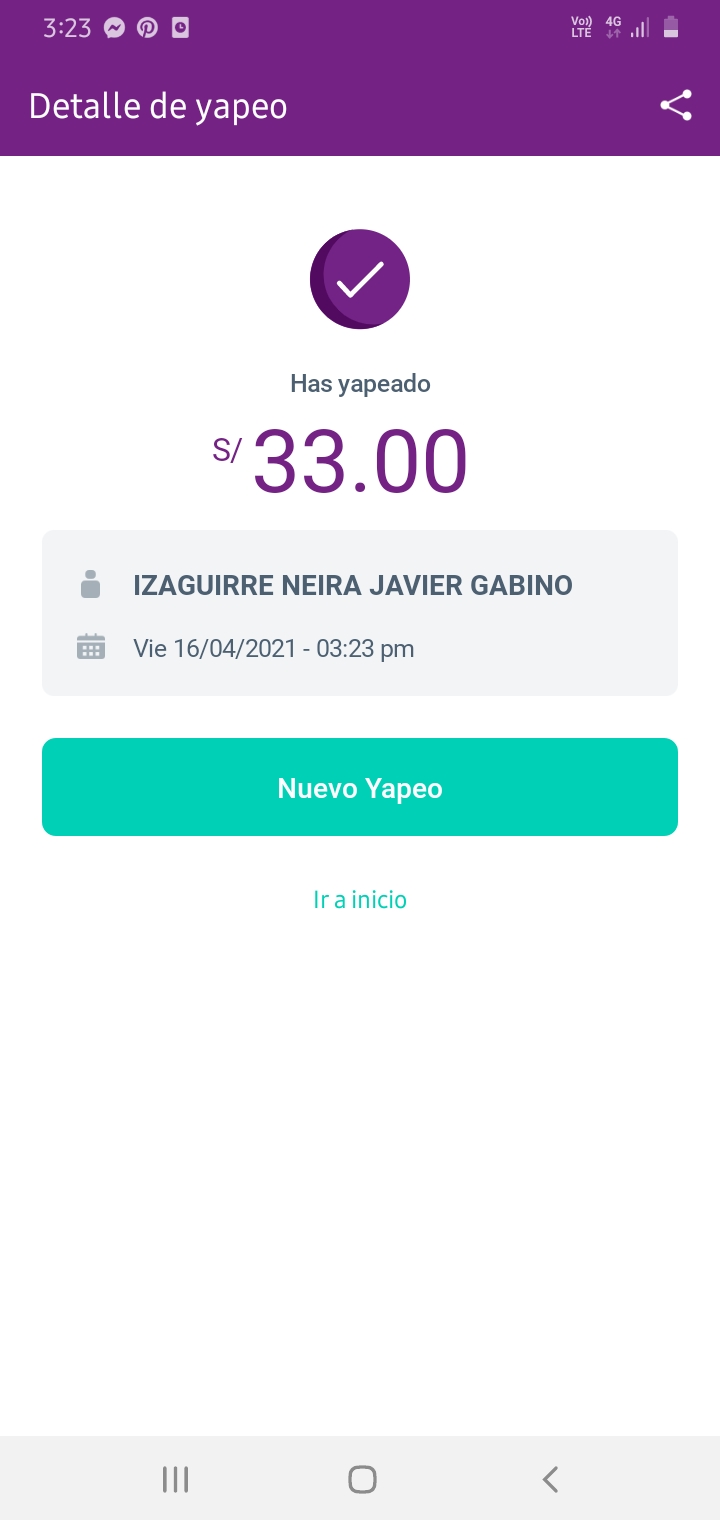 3:23
Vo)) LTE 4G
Detalle de yapeo
Has yapeado
S/ 33.00
IZAGUIRRE NEIRA JAVIER GABINO
Vie 16/04/2021 - 03:23 pm
Nuevo Yapeo
Ir a inicio